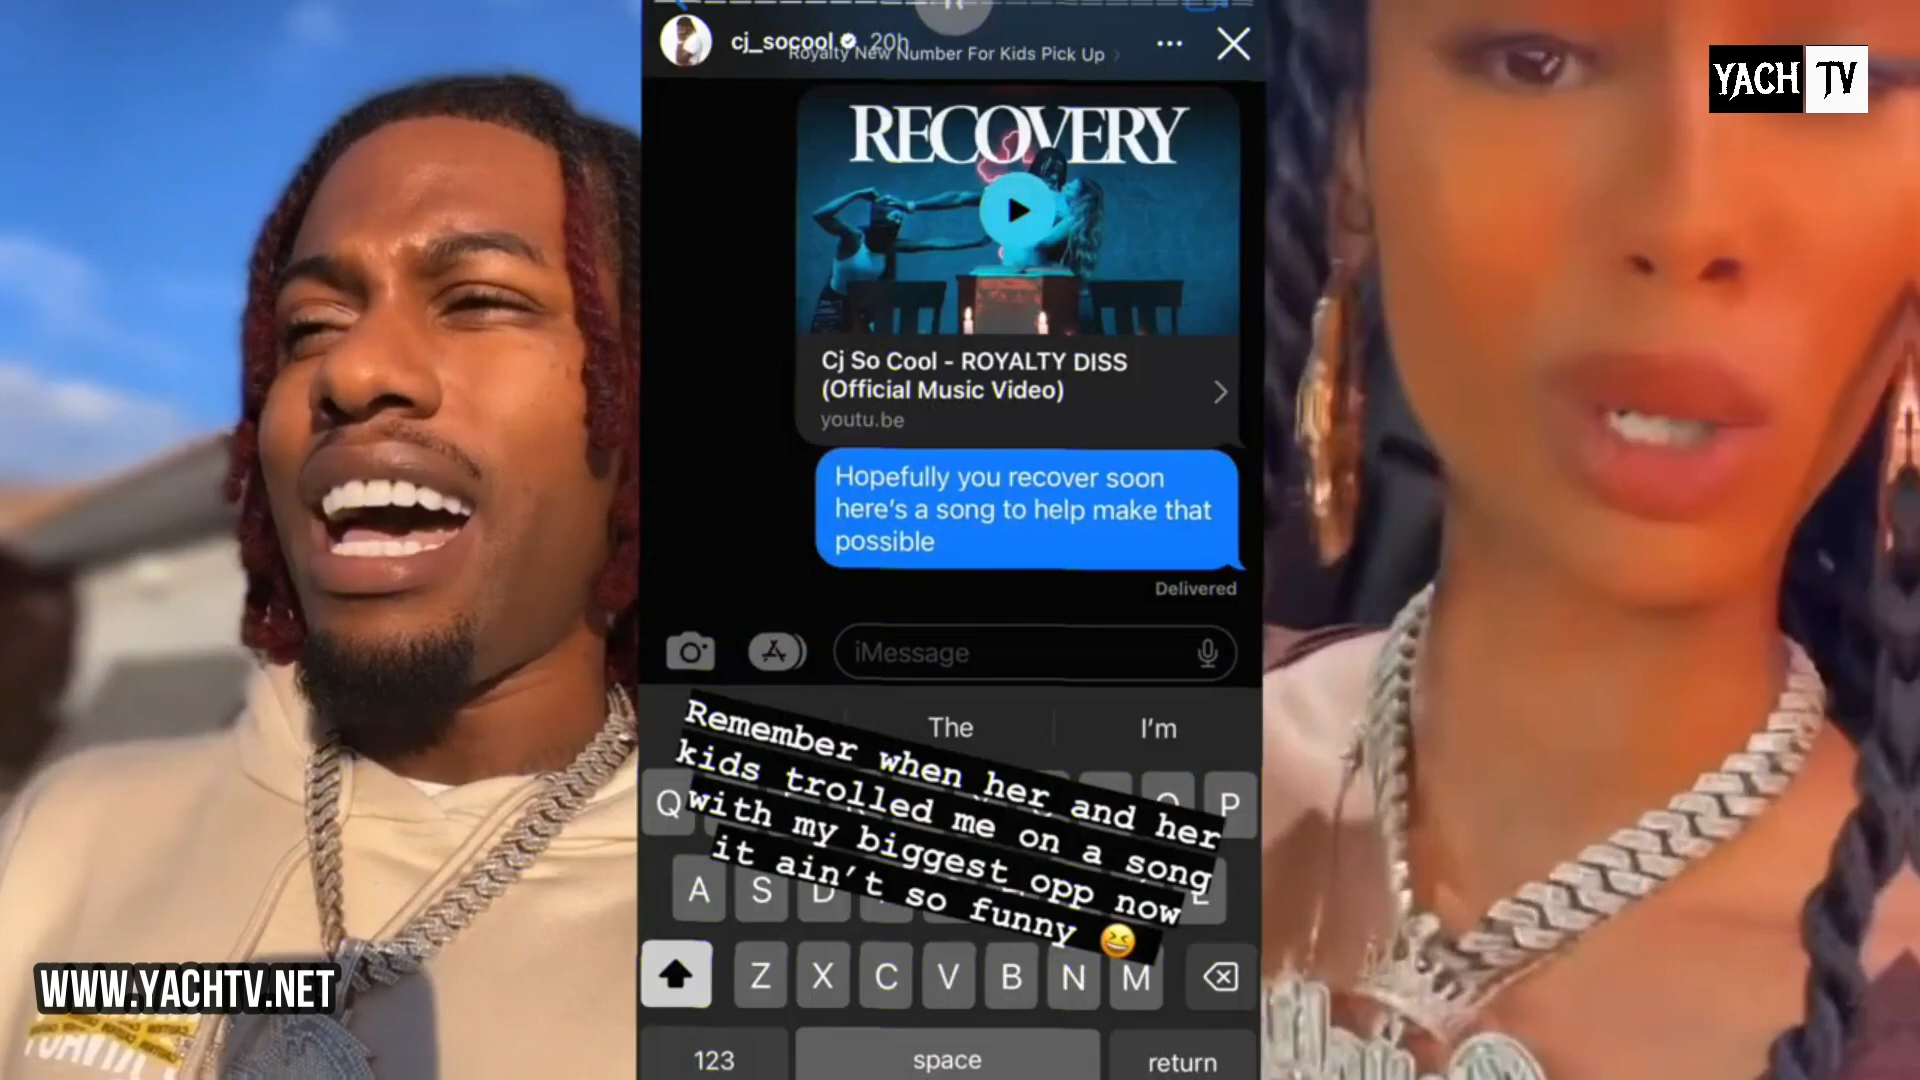 cj_socool 20h
Royalty New Number For Kids Pick Up
YACH TV
RECOVERY
Cj So Cool - ROYALTY DISS
(Official Music Video)
youtu.be
Hopefully you recover soon
here's a song to help make that
possible
Delivered
iMessage
The I'm
Remember when her and her
kids trolled me on a song
with my biggest opp now
it ain't so funny 😆
Q O P
A S D L
Z X C V B N M
123 space return
WWW.YACHTV.NET